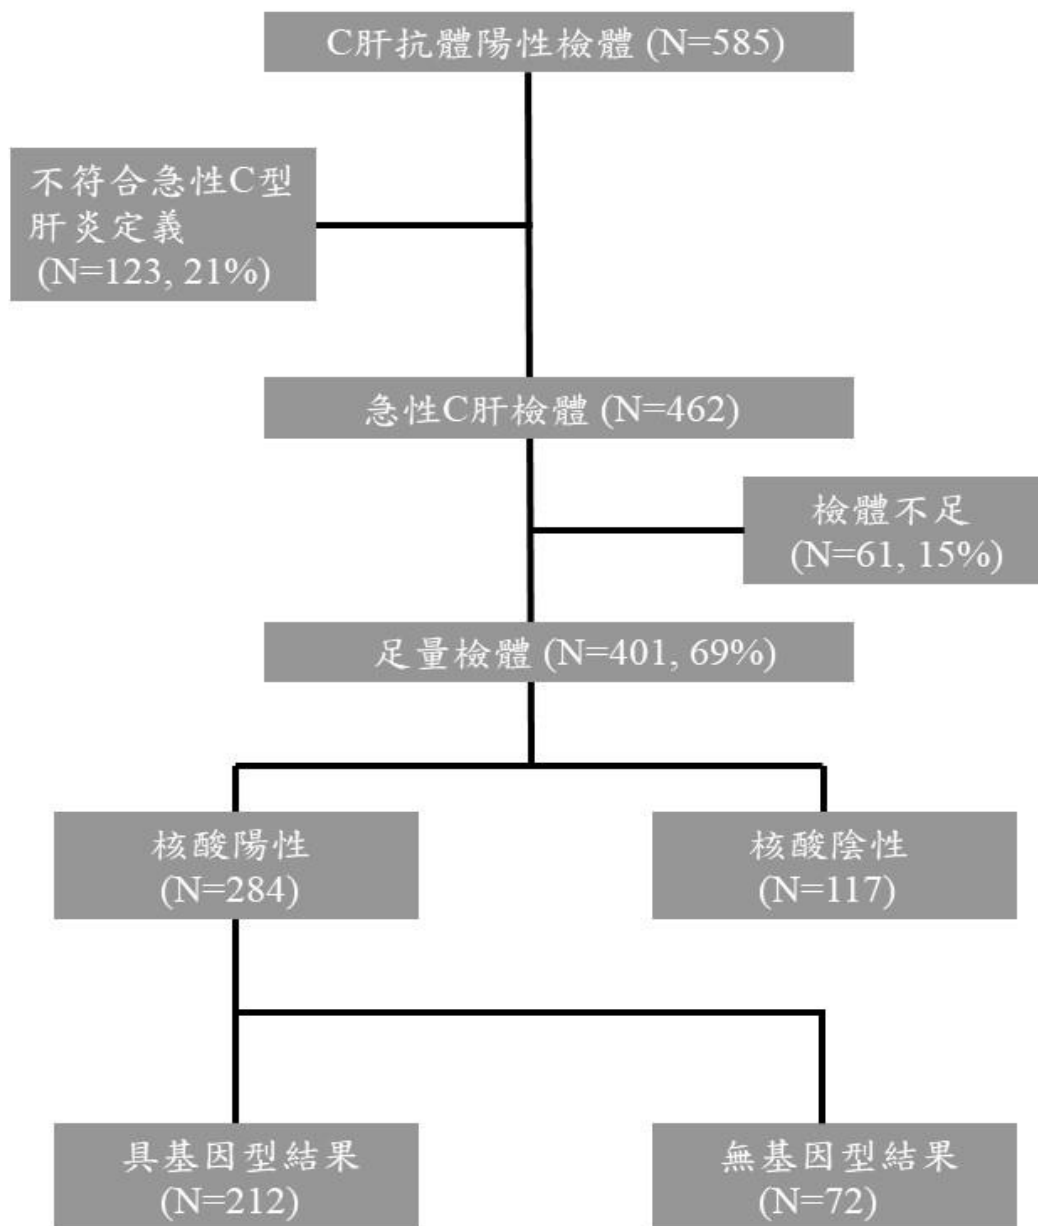 C肝抗體陽性檢體 (N=585)
不符合急性C型
肝炎定義
(N=123, 21%)
急性C肝檢體 (N=462)
檢體不足
(N=61, 15%)
足量檢體 (N=401, 69%)
核酸陽性
(N=284)
核酸陰性
(N=117)
具基因型結果
(N=212)
無基因型結果
(N=72)